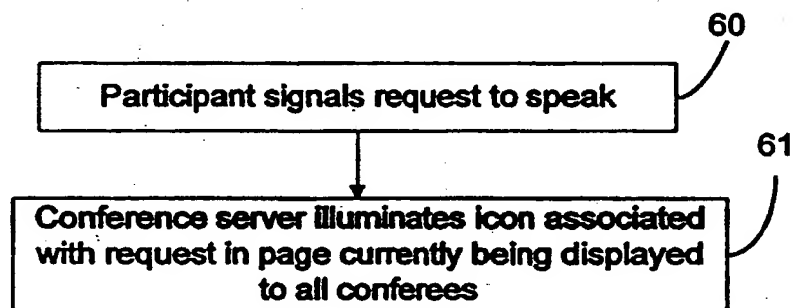 60
Participant signals request to speak
61
Conference server illuminates icon associated
with request in page currently being displayed
to all conferees